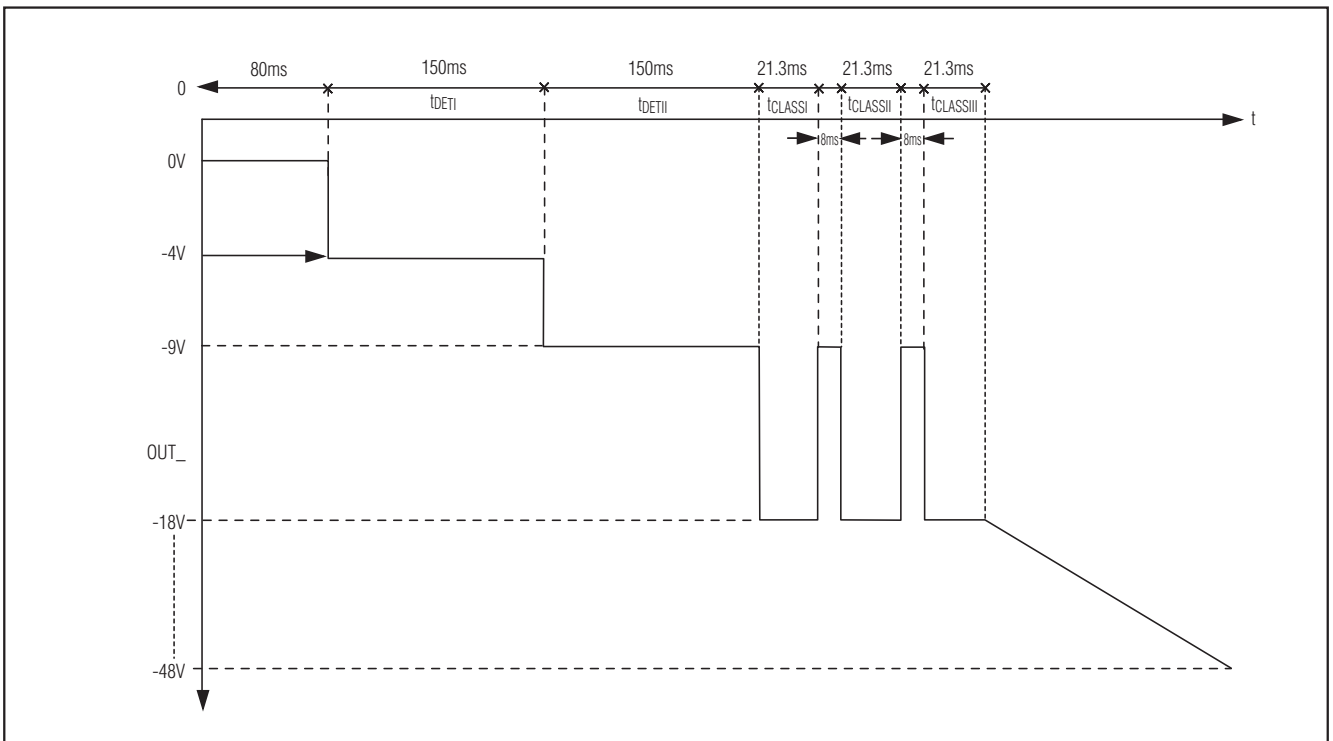 80ms 150ms 150ms 21.3ms 21.3ms 21.3ms
0
tDETI tDETII tCLASSI tCLASSII tCLASSIII
t
8ms 8ms
0V
-4V
-9V
OUT_
-18V
-48V